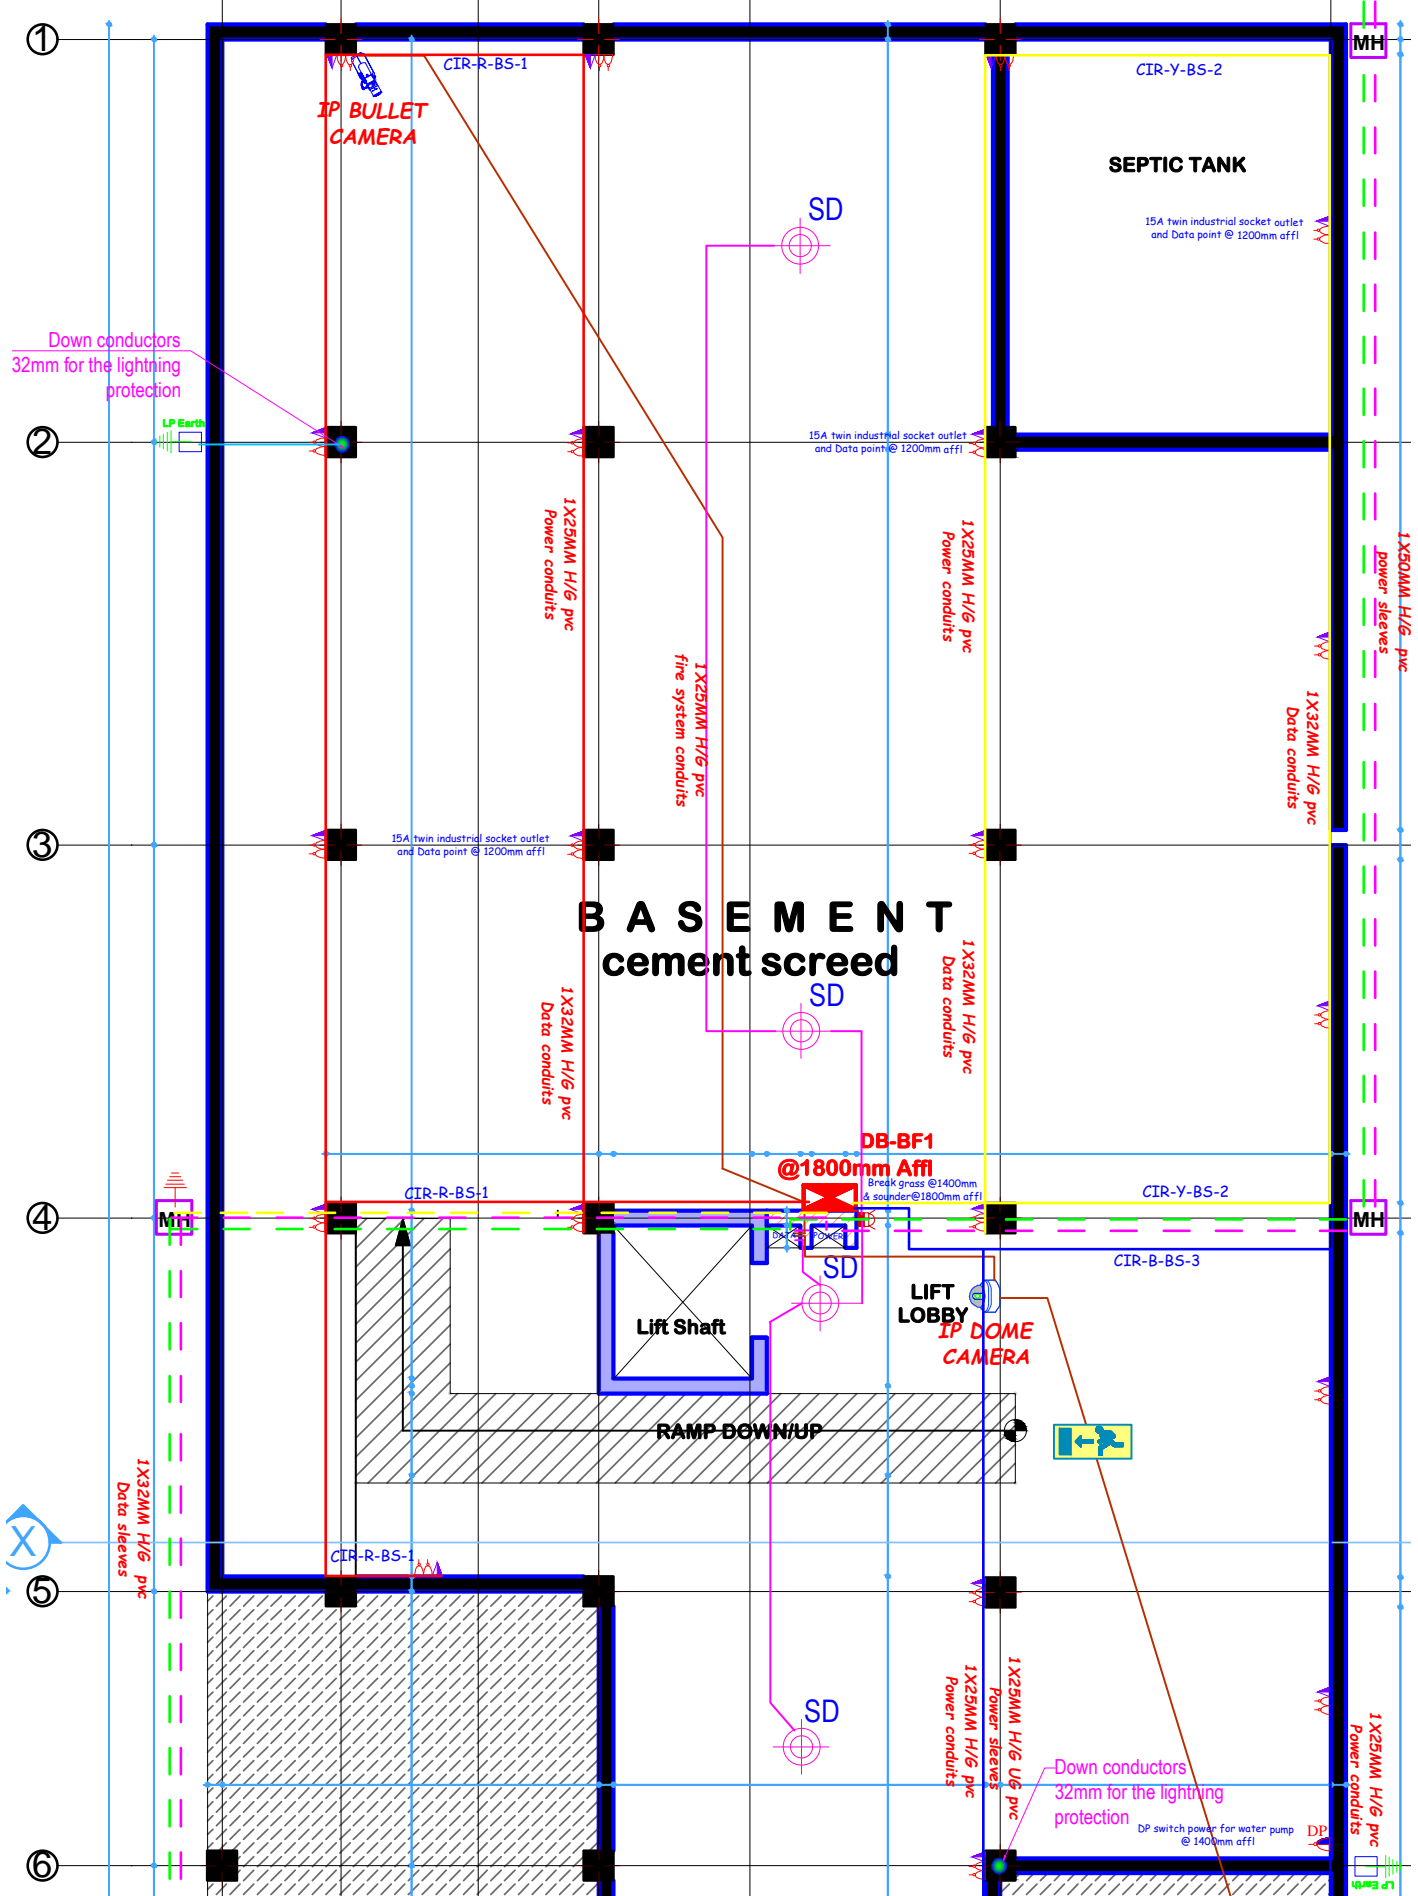 1
MH
CIR-R-BS-1
CIR-Y-BS-2
IP BULLET
CAMERA
SEPTIC TANK
SD
15A twin industrial socket outlet
and Data point @ 1200mm affl
Down conductors
32mm for the lightning
protection
LP Earth
2
15A twin industrial socket outlet
and Data point @ 1200mm affl
1X25MM H/G pvc
Power conduits
1X25MM H/G pvc
Power conduits
1X50MM H/G pvc
power sleeves
1X25MM H/G pvc
fire system conduits
1X32MM H/G pvc
Data conduits
3
15A twin industrial socket outlet
and Data point @ 1200mm affl
BASEMENT
cement screed
SD
1X32MM H/G pvc
Data conduits
1X32MM H/G pvc
Data conduits
DB-BF1
@1800mm Affl
Break grass @1400mm
& sounder@1800mm affl
CIR-R-BS-1
CIR-Y-BS-2
4
MH
MH
DATA
POWER
CIR-B-BS-3
SD
LIFT
LOBBY
Lift Shaft
IP DOME
CAMERA
RAMP DOWN/UP
1X32MM H/G pvc
Data sleeves
X
CIR-R-BS-1
5
1X25MM H/G pvc
Power conduits
1X25MM H/G UG pvc
Power sleeves
SD
1X25MM H/G pvc
Power conduits
Down conductors
32mm for the lightning
protection
DP switch power for water pump
@ 1400mm affl
DP
6
LP Earth